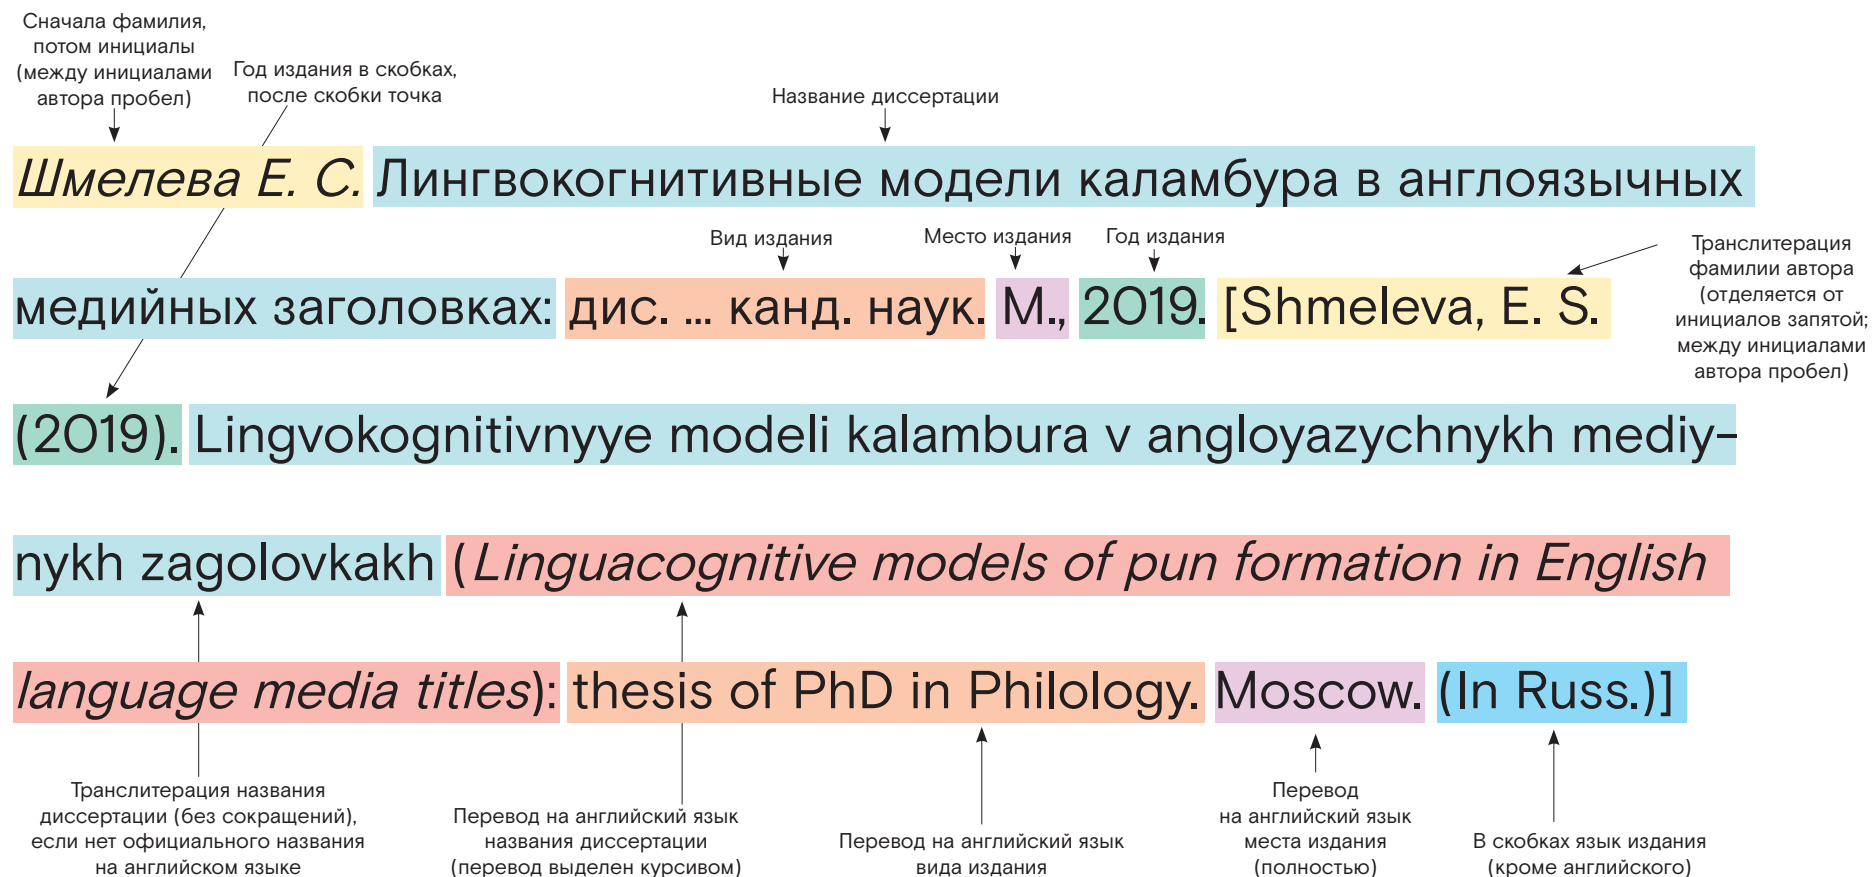 Сначала фамилия,
потом инициалы
(между инициалами
автора пробел)
Год издания в скобках,
после скобки точка
Название диссертации
Шмелева Е. С. Лингвокогнитивные модели каламбура в англоязычных
Вид издания
Место издания
Год издания
Транслитерация
фамилии автора
(отделяется от
инициалов запятой;
между инициалами
автора пробел)
медийных заголовках: дис. ... канд. наук. М., 2019. [Shmeleva, E. S.
(2019). Lingvokognitivnyye modeli kalambura v angloyazychnykh mediy-
nykh zagolovkakh (Linguacognitive models of pun formation in English
language media titles): thesis of PhD in Philology. Moscow. (In Russ.)]
Транслитерация названия
диссертации (без сокращений),
если нет официального названия
на английском языке
Перевод на английский язык
названия диссертации
(перевод выделен курсивом)
Перевод на английский язык
вида издания
Перевод
на английский язык
места издания
(полностью)
В скобках язык издания
(кроме английского)